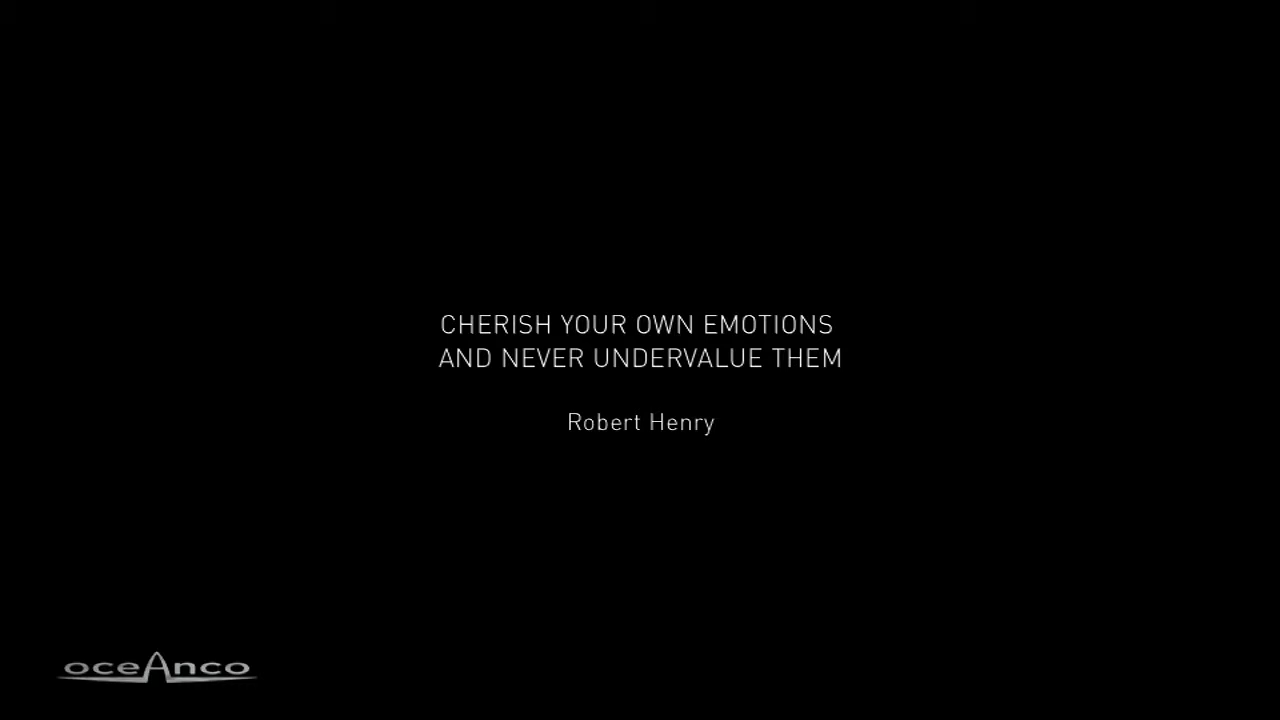 CHERISH YOUR OWN EMOTIONS
AND NEVER UNDERVALUE THEM
Robert Henry
oceAnco